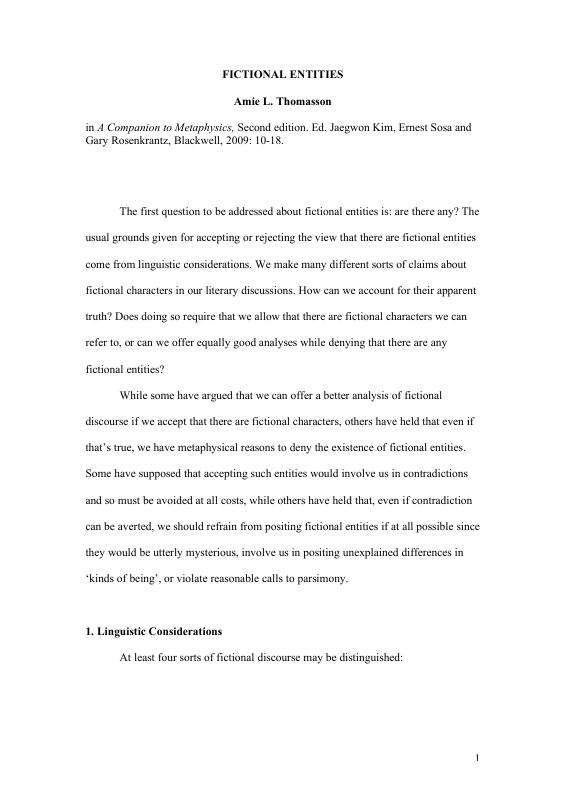 FICTIONAL ENTITIES
Amie L. Thomasson
in A Companion to Metaphysics, Second edition. Ed. Jaegwon Kim, Ernest Sosa and
Gary Rosenkrantz, Blackwell, 2009: 10-18.
The first question to be addressed about fictional entities is: are there any? The
usual grounds given for accepting or rejecting the view that there are fictional entities
come from linguistic considerations. We make many different sorts of claims about
fictional characters in our literary discussions. How can we account for their apparent
truth? Does doing so require that we allow that there are fictional characters we can
refer to, or can we offer equally good analyses while denying that there are any
fictional entities?
While some have argued that we can offer a better analysis of fictional
discourse if we accept that there are fictional characters, others have held that even if
that’s true, we have metaphysical reasons to deny the existence of fictional entities.
Some have supposed that accepting such entities would involve us in contradictions
and so must be avoided at all costs, while others have held that, even if contradiction
can be averted, we should refrain from positing fictional entities if at all possible since
they would be utterly mysterious, involve us in positing unexplained differences in
‘kinds of being’, or violate reasonable calls to parsimony.
1. Linguistic Considerations
At least four sorts of fictional discourse may be distinguished:
1